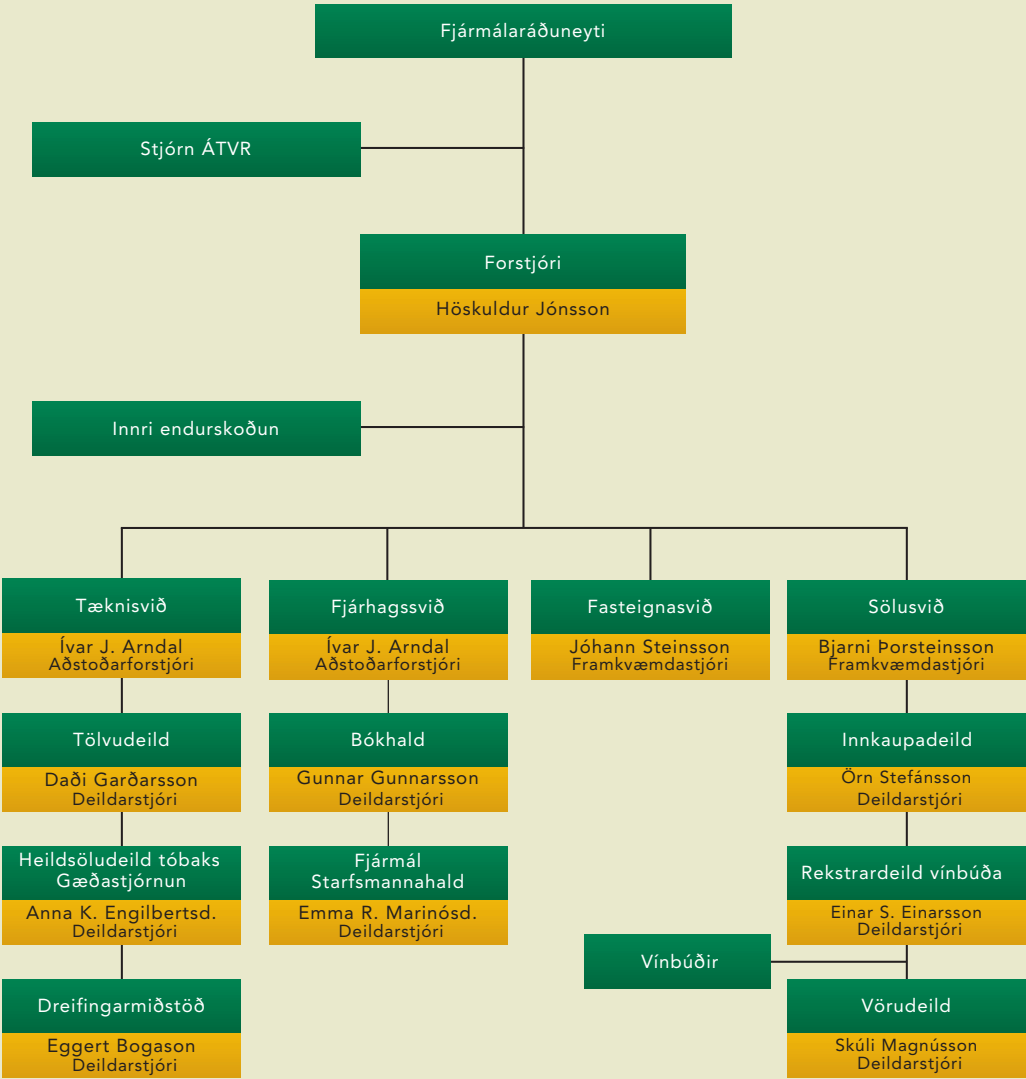 Fjármálaráðuneyti
Stjórn ÁTVR
Forstjóri
Höskuldur Jónsson
Innri endurskoðun
Tæknisvið
Ívar J. Arndal
Aðstoðarforstjóri
Tölvudeild
Daði Garðarsson
Deildarstjóri
Heildsöludeild tóbaks
Gæðastjórnun
Anna K. Engilbertsd.
Deildarstjóri
Dreifingarmiðstöð
Eggert Bogason
Deildarstjóri
Fjárhagssvið
Ívar J. Arndal
Aðstoðarforstjóri
Bókhald
Gunnar Gunnarsson
Deildarstjóri
Fjármál
Starfsmannahald
Emma R. Marinósd.
Deildarstjóri
Fasteignasvið
Jóhann Steinsson
Framkvæmdastjóri
Sölusvið
Bjarni Þorsteinsson
Framkvæmdastjóri
Innkaupadeild
Örn Stefánsson
Deildarstjóri
Rekstrardeild vínbúða
Einar S. Einarsson
Deildarstjóri
Vínbúðir
Vörudeild
Skúli Magnússon
Deildarstjóri